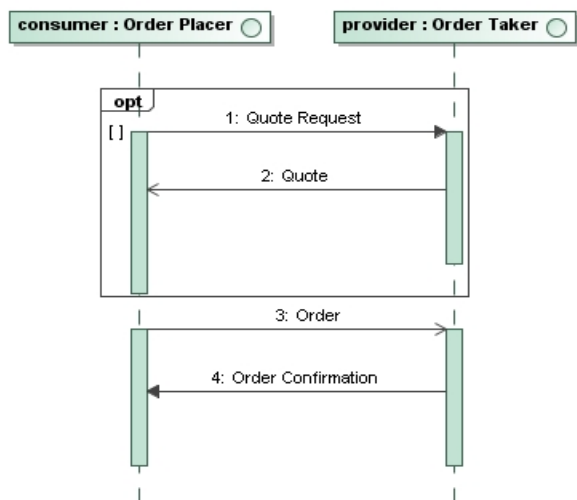 consumer : Order Placer
provider : Order Taker
opt
[ ]
1: Quote Request
2: Quote
3: Order
4: Order Confirmation